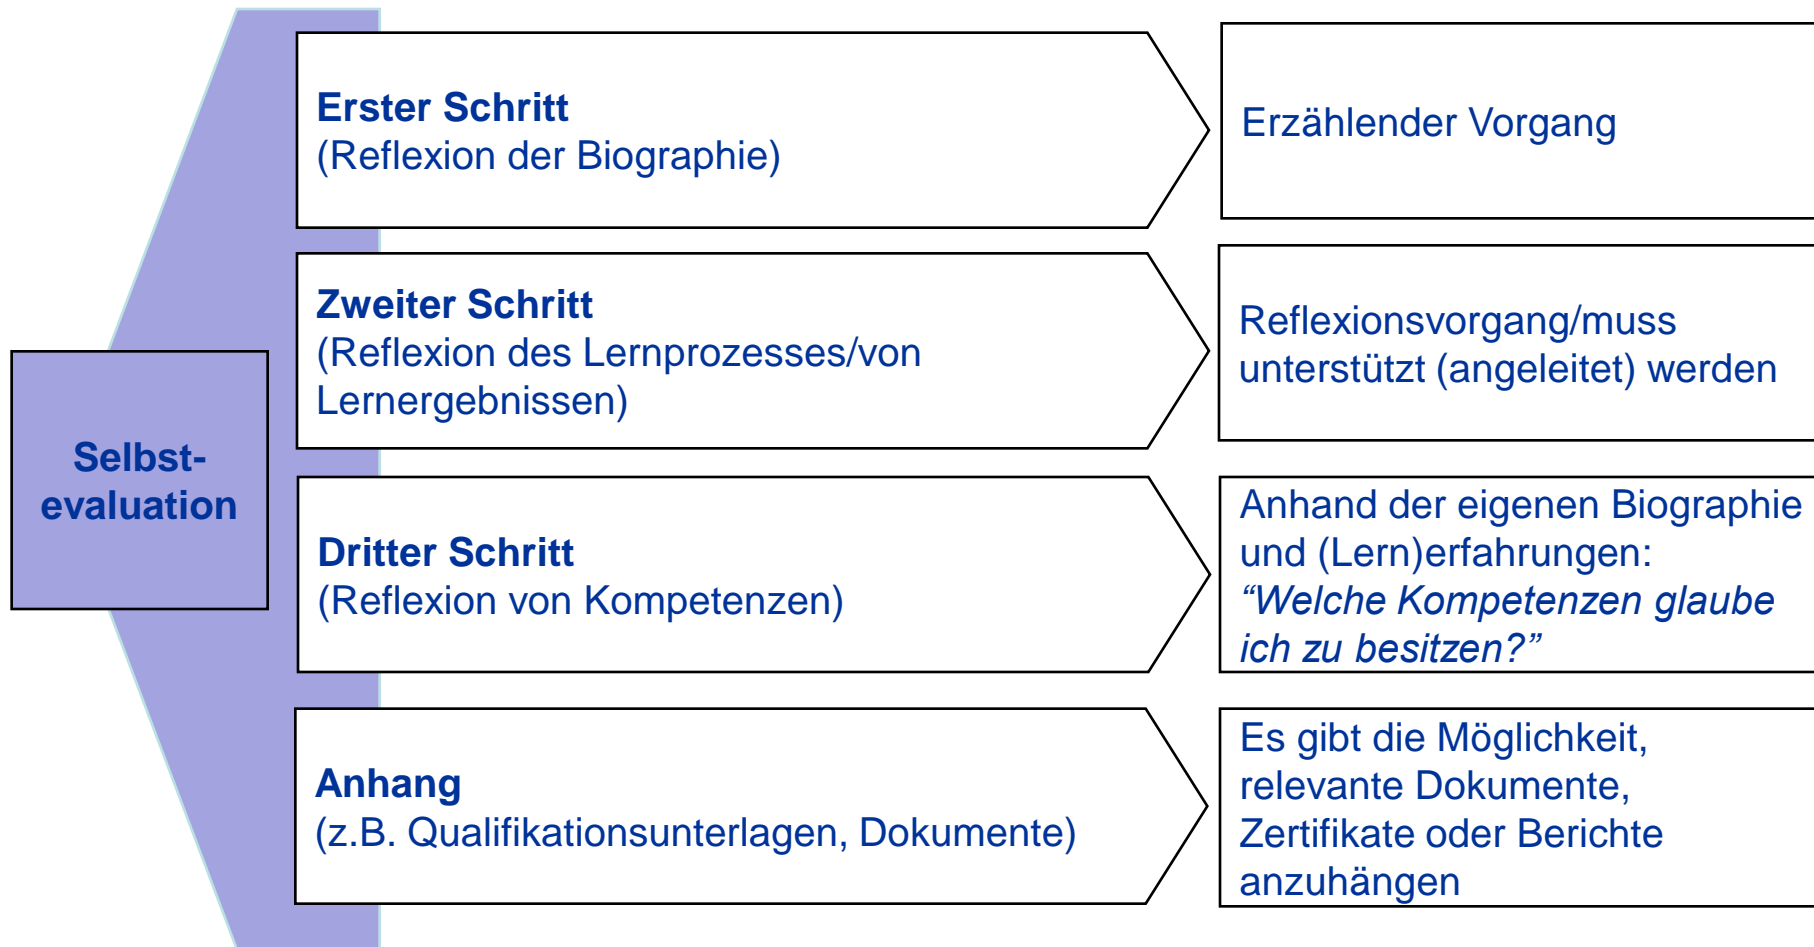 Selbst-
evaluation
Erster Schritt
(Reflexion der Biographie)
Erzählender Vorgang
Zweiter Schritt
(Reflexion des Lernprozesses/von
Lernergebnissen)
Reflexionsvorgang/muss
unterstützt (angeleitet) werden
Dritter Schritt
(Reflexion von Kompetenzen)
Anhand der eigenen Biographie
und (Lern)erfahrungen:
“Welche Kompetenzen glaube
ich zu besitzen?”
Anhang
(z.B. Qualifikationsunterlagen, Dokumente)
Es gibt die Möglichkeit,
relevante Dokumente,
Zertifikate oder Berichte
anzuhängen